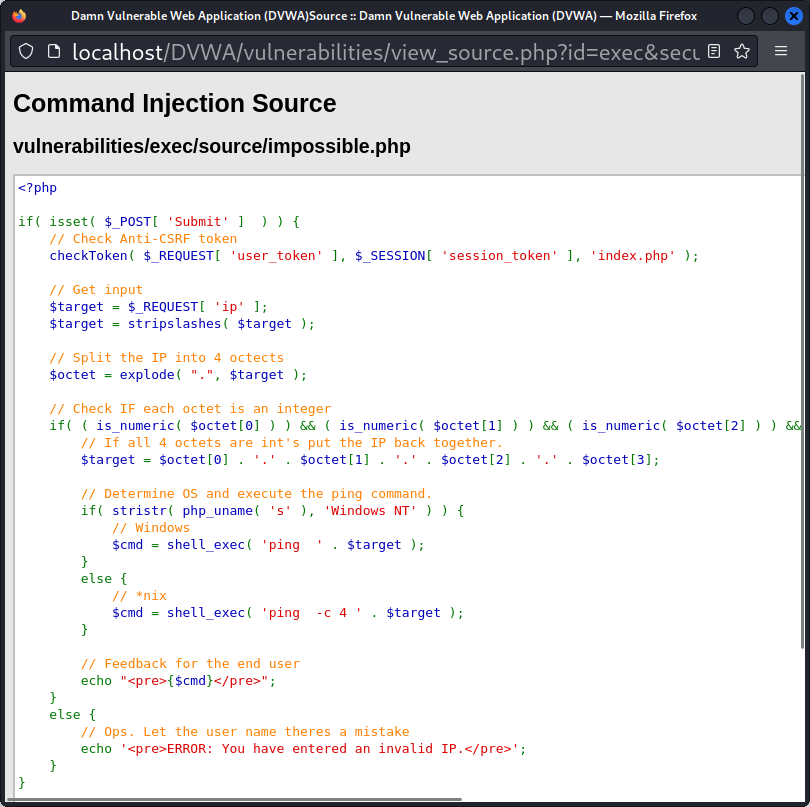 Damn Vulnerable Web Application (DVWA)Source :: Damn Vulnerable Web Application (DVWA) — Mozilla Firefox
localhost/DVWA/vulnerabilities/view_source.php?id=exec&secu
Command Injection Source
vulnerabilities/exec/source/impossible.php
<?php
if( isset( $_POST[ 'Submit' ]  ) ) {
    // Check Anti-CSRF token
    checkToken( $_REQUEST[ 'user_token' ], $_SESSION[ 'session_token' ], 'index.php' );
    // Get input
    $target = $_REQUEST[ 'ip' ];
    $target = stripslashes( $target );
    // Split the IP into 4 octects
    $octet = explode( ".", $target );
    // Check IF each octet is an integer
    if( ( is_numeric( $octet[0] ) ) && ( is_numeric( $octet[1] ) ) && ( is_numeric( $octet[2] ) ) &&
        // If all 4 octets are int's put the IP back together.
        $target = $octet[0] . '.' . $octet[1] . '.' . $octet[2] . '.' . $octet[3];
        // Determine OS and execute the ping command.
        if( stristr( php_uname( 's' ), 'Windows NT' ) ) {
            // Windows
            $cmd = shell_exec( 'ping  ' . $target );
        }
        else {
            // *nix
            $cmd = shell_exec( 'ping  -c 4 ' . $target );
        }
        // Feedback for the end user
        echo "<pre>{$cmd}</pre>";
    }
    else {
        // Ops. Let the user name theres a mistake
        echo '<pre>ERROR: You have entered an invalid IP.</pre>';
    }
}